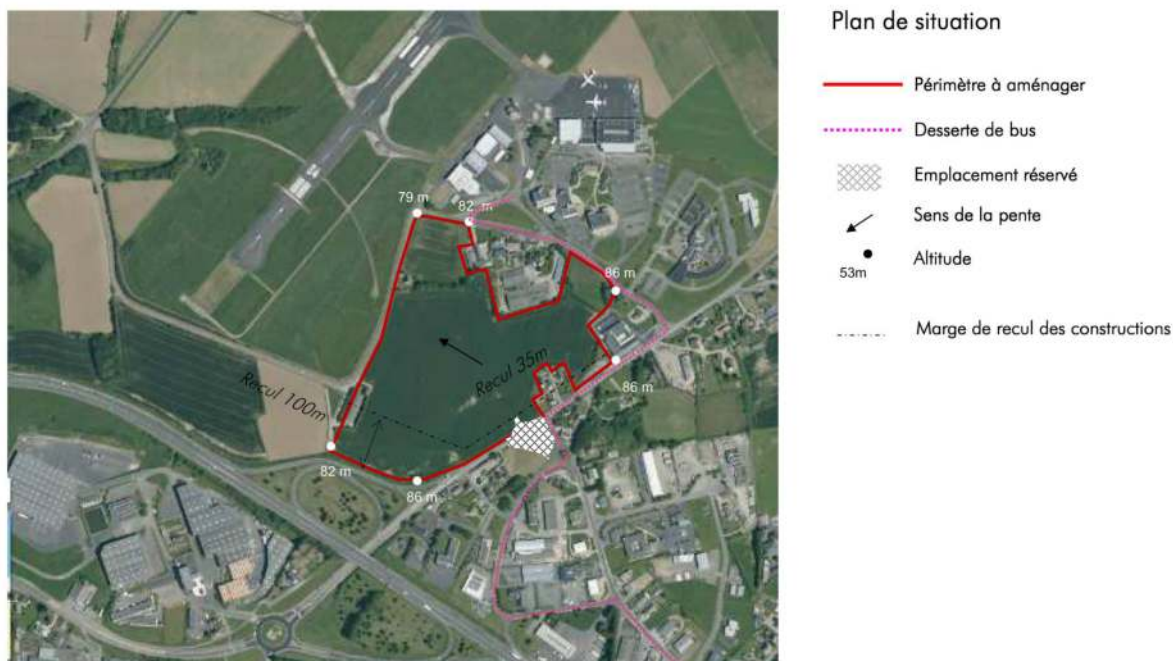 Plan de situation
Périmètre à aménager
Desserte de bus
Emplacement réservé
Sens de la pente
Altitude
53m
Marge de recul des constructions
79 m
82 m
86 m
86 m
Recul 35m
Recul 100m
82 m
86 m